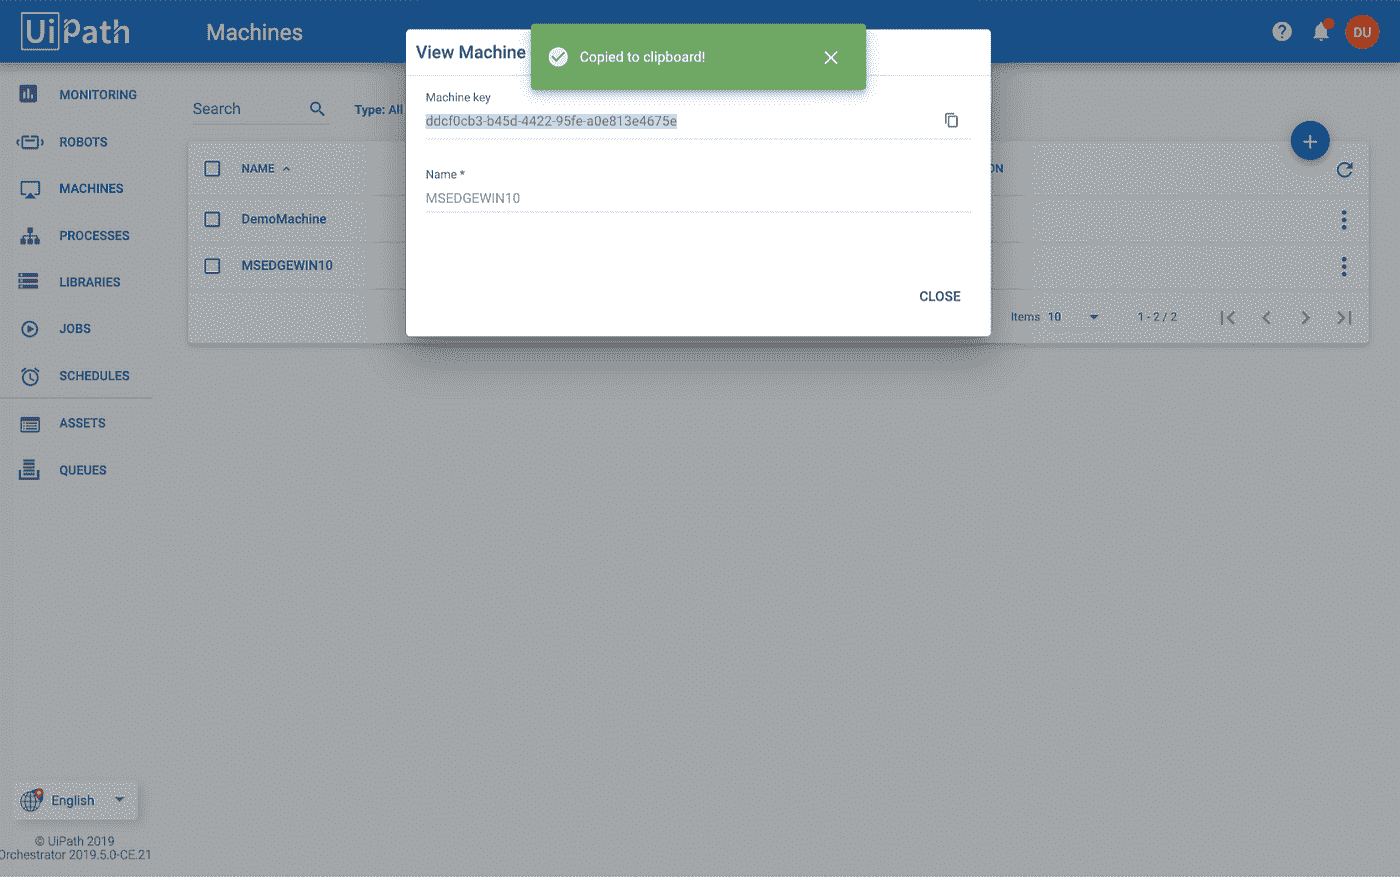 UiPath
Machines
DU
View Machine
Copied to clipboard!
Machine key
ddcf0cb3-b45d-4422-95fe-a0e813e4675e
Name *
MSEDGEWIN10
CLOSE
MONITORING
ROBOTS
MACHINES
PROCESSES
LIBRARIES
JOBS
SCHEDULES
ASSETS
QUEUES
Search
Type: All
NAME
ON
DemoMachine
MSEDGEWIN10
Items 10 1 - 2 / 2
English
© UiPath 2019
Orchestrator 2019.5.0-CE.21